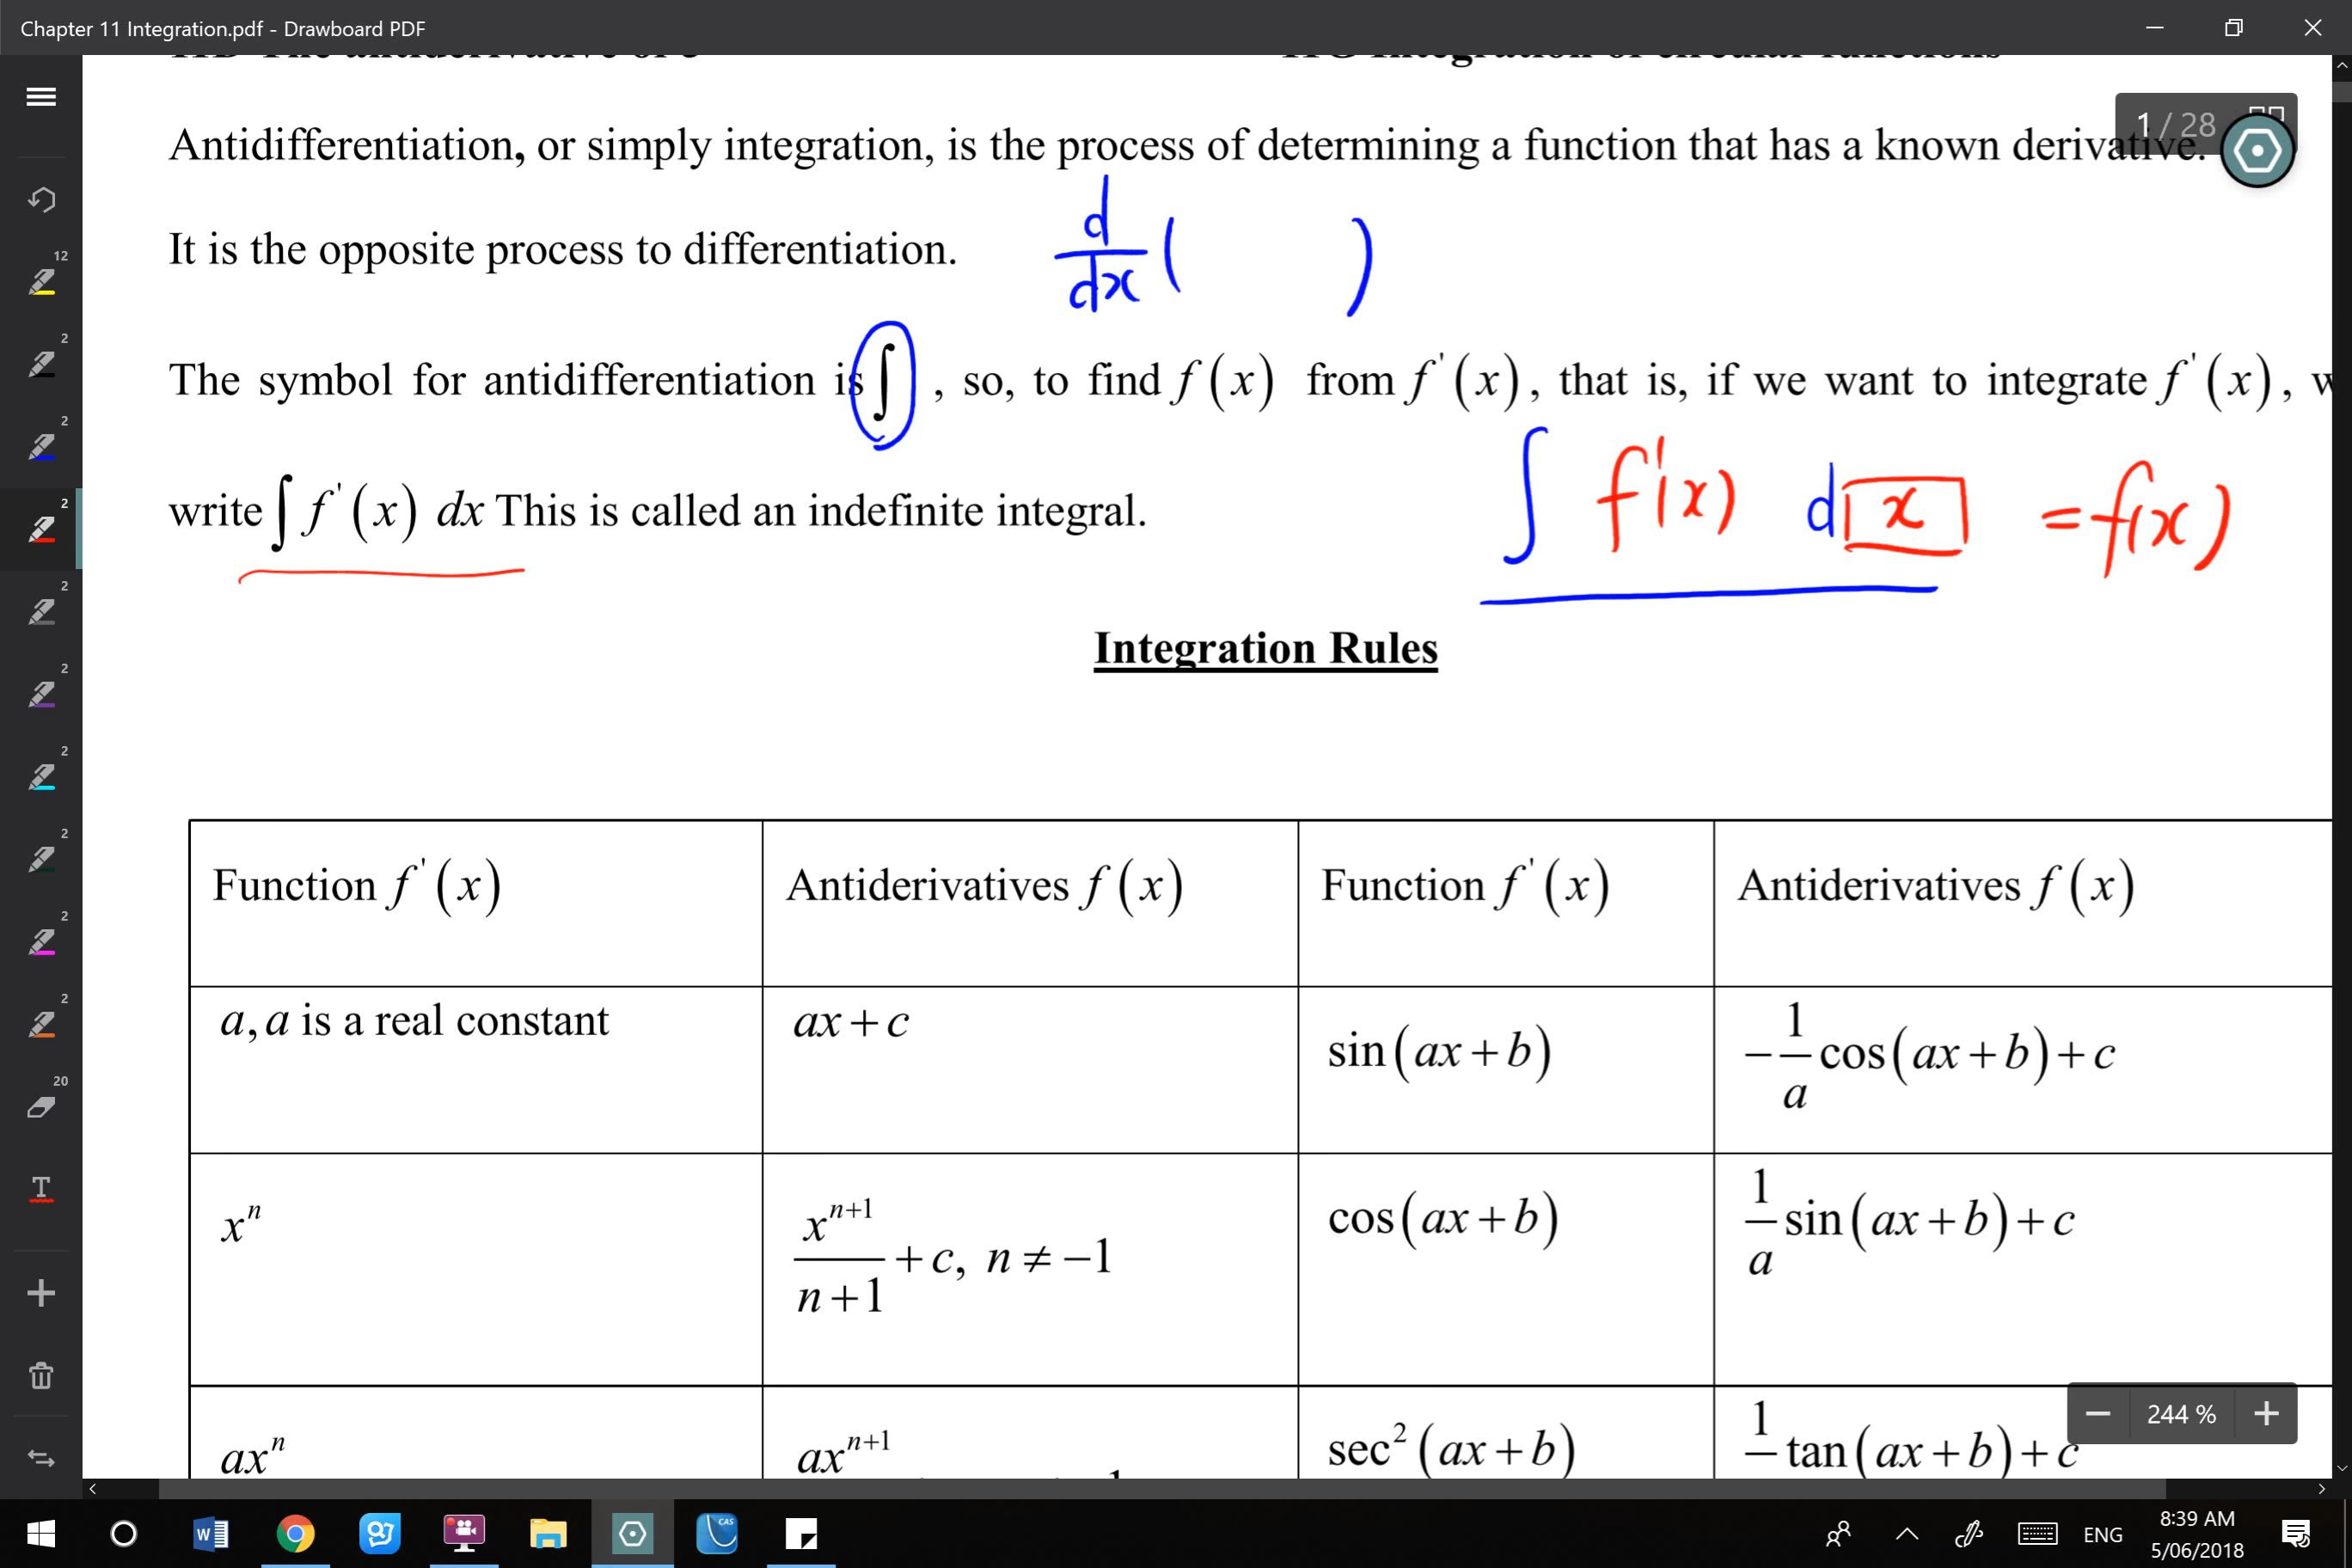 Chapter 11 Integration.pdf - Drawboard PDF
Antidifferentiation, or simply integration, is the process of determining a function that has a known derivative.
1 / 28
It is the opposite process to differentiation.
d/dx ( )
The symbol for antidifferentiation is ∫ , so, to find f(x) from f'(x), that is, if we want to integrate f'(x), w
write ∫ f'(x) dx This is called an indefinite integral.
∫ f'(x) dx = f(x)
Integration Rules
Function f'(x) Antiderivatives f(x) Function f'(x) Antiderivatives f(x)
a, a is a real constant ax + c sin(ax + b) -1/a cos(ax + b) + c
xⁿ xⁿ⁺¹/n+1 + c, n ≠ -1 cos(ax + b) 1/a sin(ax + b) + c
axⁿ axⁿ⁺¹ sec²(ax + b) 1/a tan(ax + b) + c
12
2
2
2
2
2
2
2
2
2
20
T
244 %
CAS
ENG
8:39 AM
5/06/2018